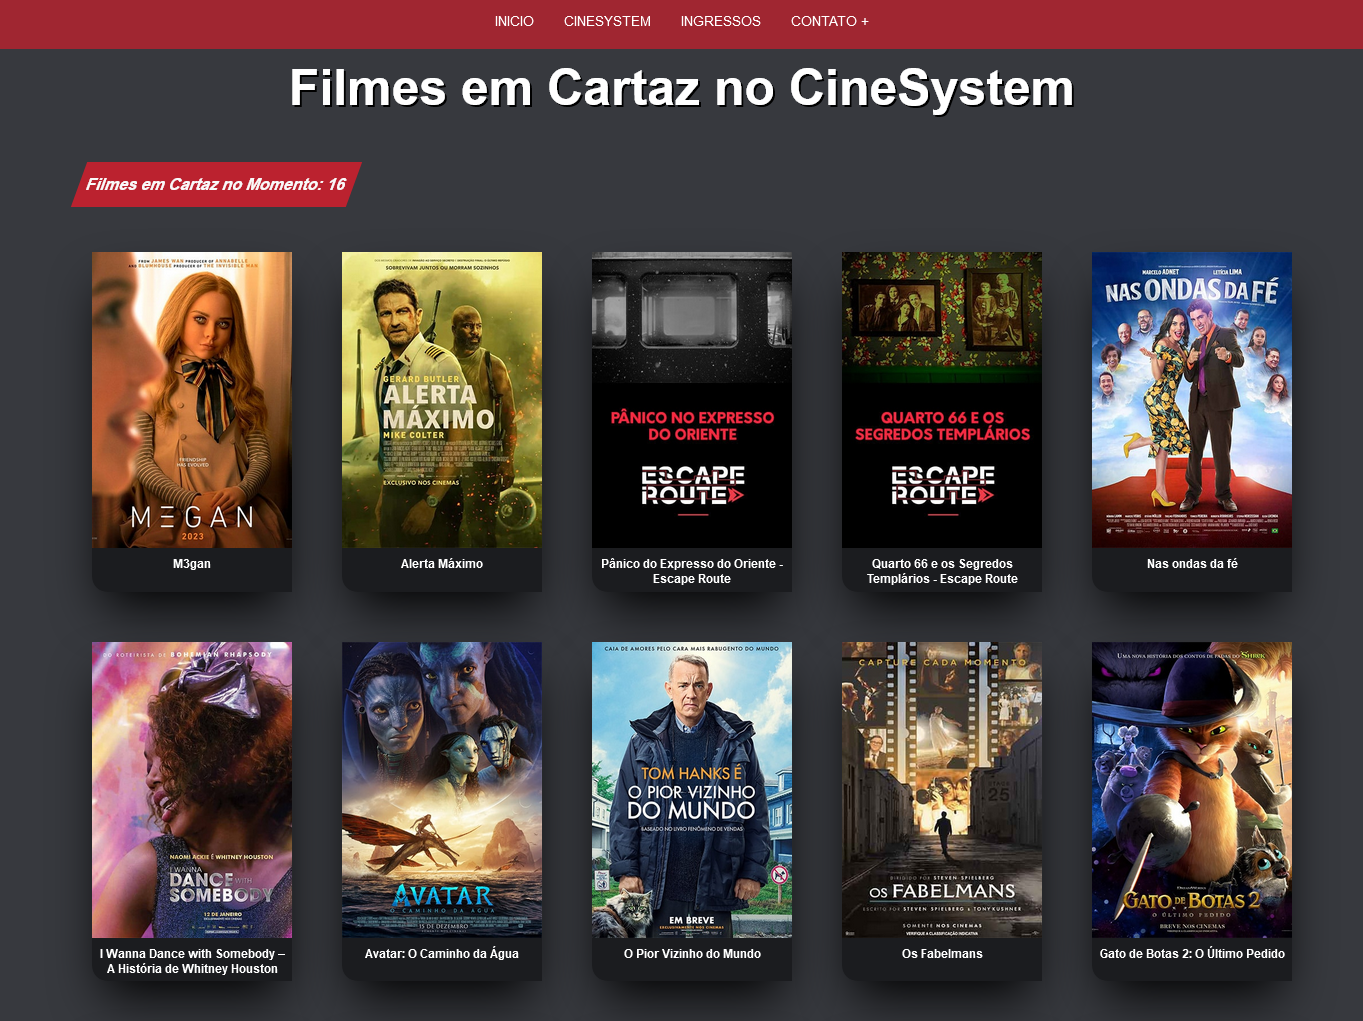 INICIO CINESYSTEM INGRESSOS CONTATO +
Filmes em Cartaz no CineSystem
Filmes em Cartaz no Momento: 16
FROM JAMES WAN PRODUCER OF ANNABELLE
AND BLUMHOUSE PRODUCER OF THE INVISIBLE MAN
FRIENDSHIP
HAS EVOLVED
M3GAN
2023
M3gan
SOBREVIVAM JUNTOS OU MORRAM SOZINHOS
GERARD BUTLER
ALERTA
MÁXIMO
MIKE COLTER
EXCLUSIVO NOS CINEMAS
Alerta Máximo
PÂNICO NO EXPRESSO
DO ORIENTE
ESCAPE
ROUTE
Pânico do Expresso do Oriente -
Escape Route
QUARTO 66 E OS
SEGREDOS TEMPLÁRIOS
ESCAPE
ROUTE
Quarto 66 e os Segredos
Templários - Escape Route
MARCELO ADNET LETÍCIA LIMA
NAS ONDAS DA FÉ
Nas ondas da fé
DO ROTEIRISTA DE BOHEMIAN RHAPSODY
NAOMI ACKIE É WHITNEY HOUSTON
I WANNA
DANCE WITH
SOMEBODY
12 DE JANEIRO
I Wanna Dance with Somebody –
A História de Whitney Houston
AVATAR
O CAMINHO DA ÁGUA
15 DE DEZEMBRO
Avatar: O Caminho da Água
CAIA DE AMORES PELO CARA MAIS RABUGENTO DO MUNDO
TOM HANKS É
O PIOR VIZINHO
DO MUNDO
BASEADO NO LIVRO FENÔMENO DE VENDAS
EM BREVE
EXCLUSIVAMENTE NOS CINEMAS
O Pior Vizinho do Mundo
CAPTURE CADA MOMENTO
STAGE
25
DIRIGIDO POR STEVEN SPIELBERG
OS FABELMANS
ESCRITO POR STEVEN SPIELBERG & TONY KUSHNER
SOMENTE NOS CINEMAS
VERIFIQUE A CLASSIFICAÇÃO INDICATIVA
Os Fabelmans
UMA NOVA HISTÓRIA DOS CONTOS DE FADAS DO SHREK
DREAMWORKS
GATO DE BOTAS 2
O ÚLTIMO PEDIDO
BREVE NOS CINEMAS
Gato de Botas 2: O Último Pedido